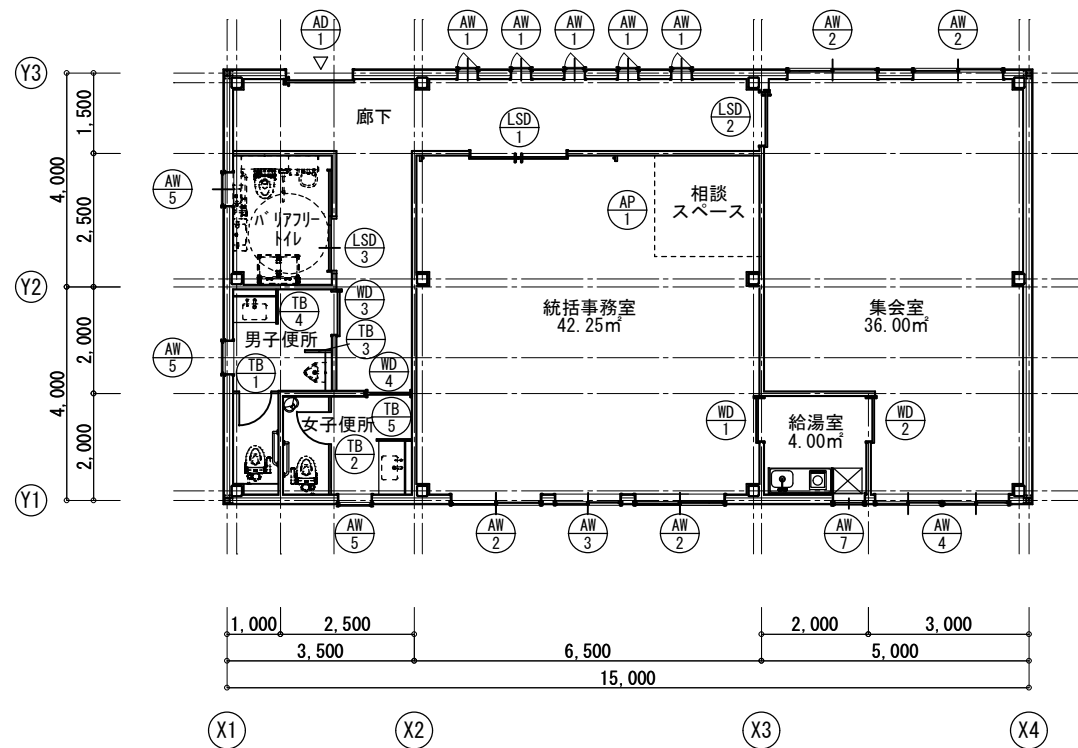 AD
1
AW
1
AW
1
AW
1
AW
1
AW
1
AW
2
AW
2
Y3
廊下
LSD
1
LSD
2
1,500
4,000
2,500
AW
5
バリアフリー
トイレ
LSD
3
AP
1
相談
スペース
Y2
TB
4
WD
3
統括事務室
42.25㎡
集会室
36.00㎡
男子便所
TB
3
AW
5
TB
1
WD
4
2,000
4,000
2,000
女子便所
TB
5
TB
2
WD
1
給湯室
4.00㎡
WD
2
Y1
AW
5
AW
2
AW
3
AW
2
AW
7
AW
4
1,000
2,500
2,000
3,000
3,500
6,500
5,000
15,000
X1
X2
X3
X4